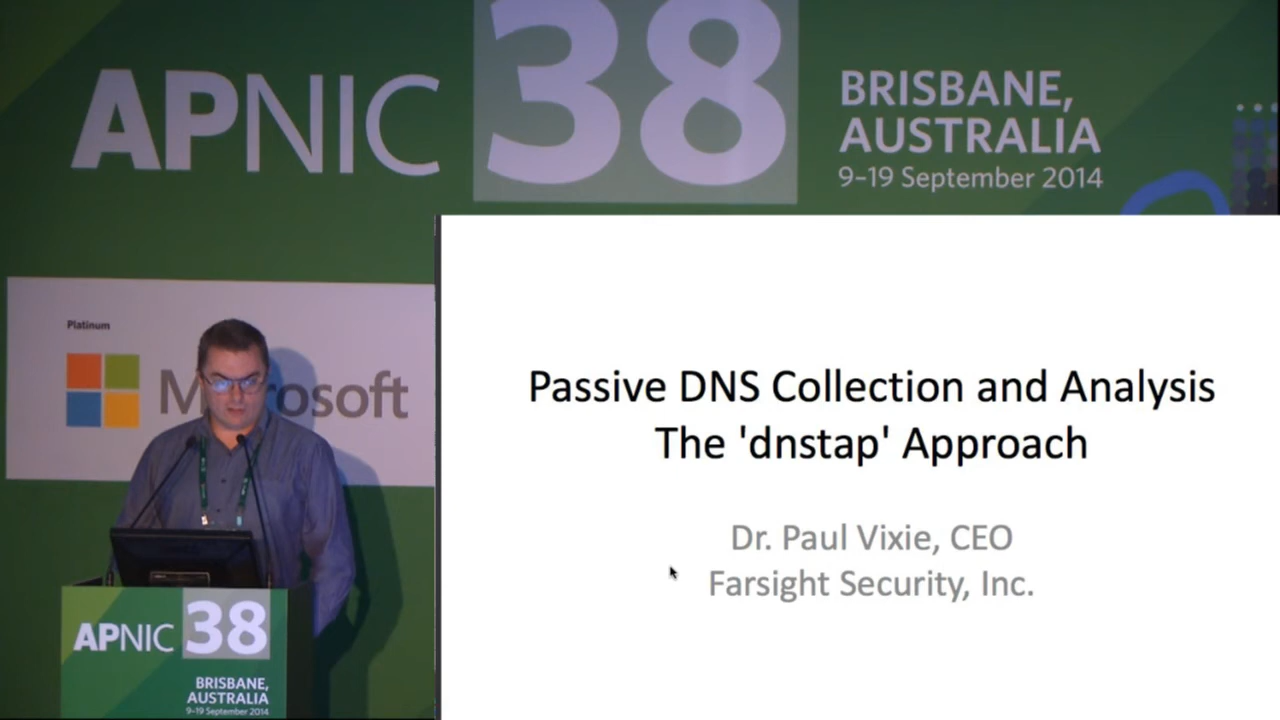 APNIC 38
BRISBANE,
AUSTRALIA
9–19 September 2014
Platinum
Microsoft
Passive DNS Collection and Analysis
The 'dnstap' Approach
Dr. Paul Vixie, CEO
Farsight Security, Inc.
APNIC 38
BRISBANE,
AUSTRALIA
9–19 September 2014